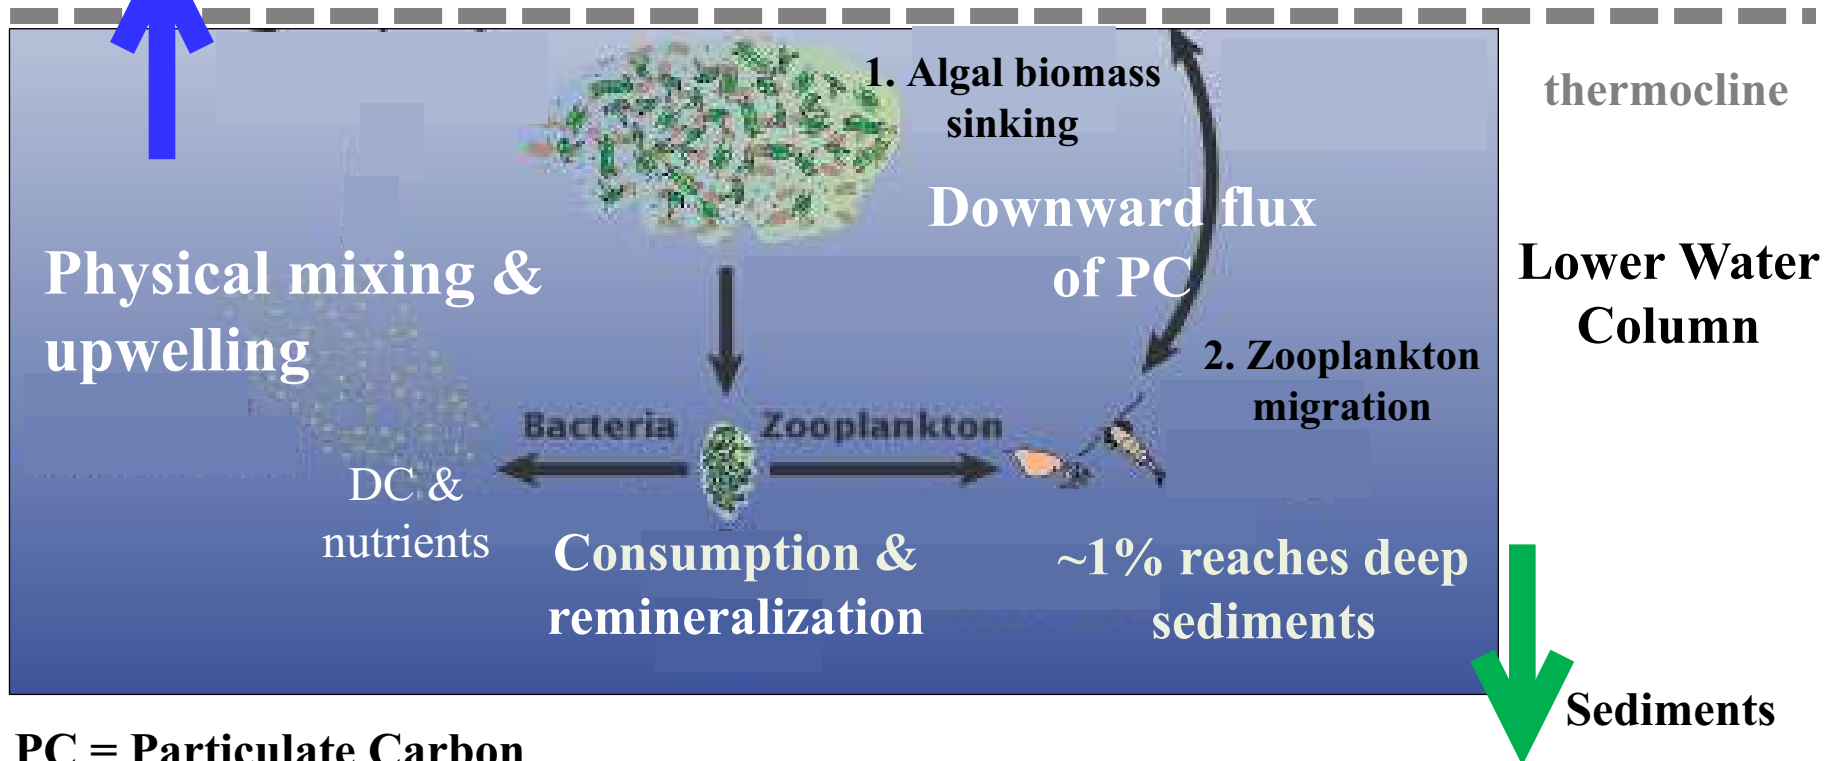 1. Algal biomass
sinking
thermocline
Downward flux
of PC
Physical mixing &
upwelling
Lower Water
Column
2. Zooplankton
migration
Bacteria
Zooplankton
DC &
nutrients
Consumption &
remineralization
~1% reaches deep
sediments
Sediments
PC = Particulate Carbon